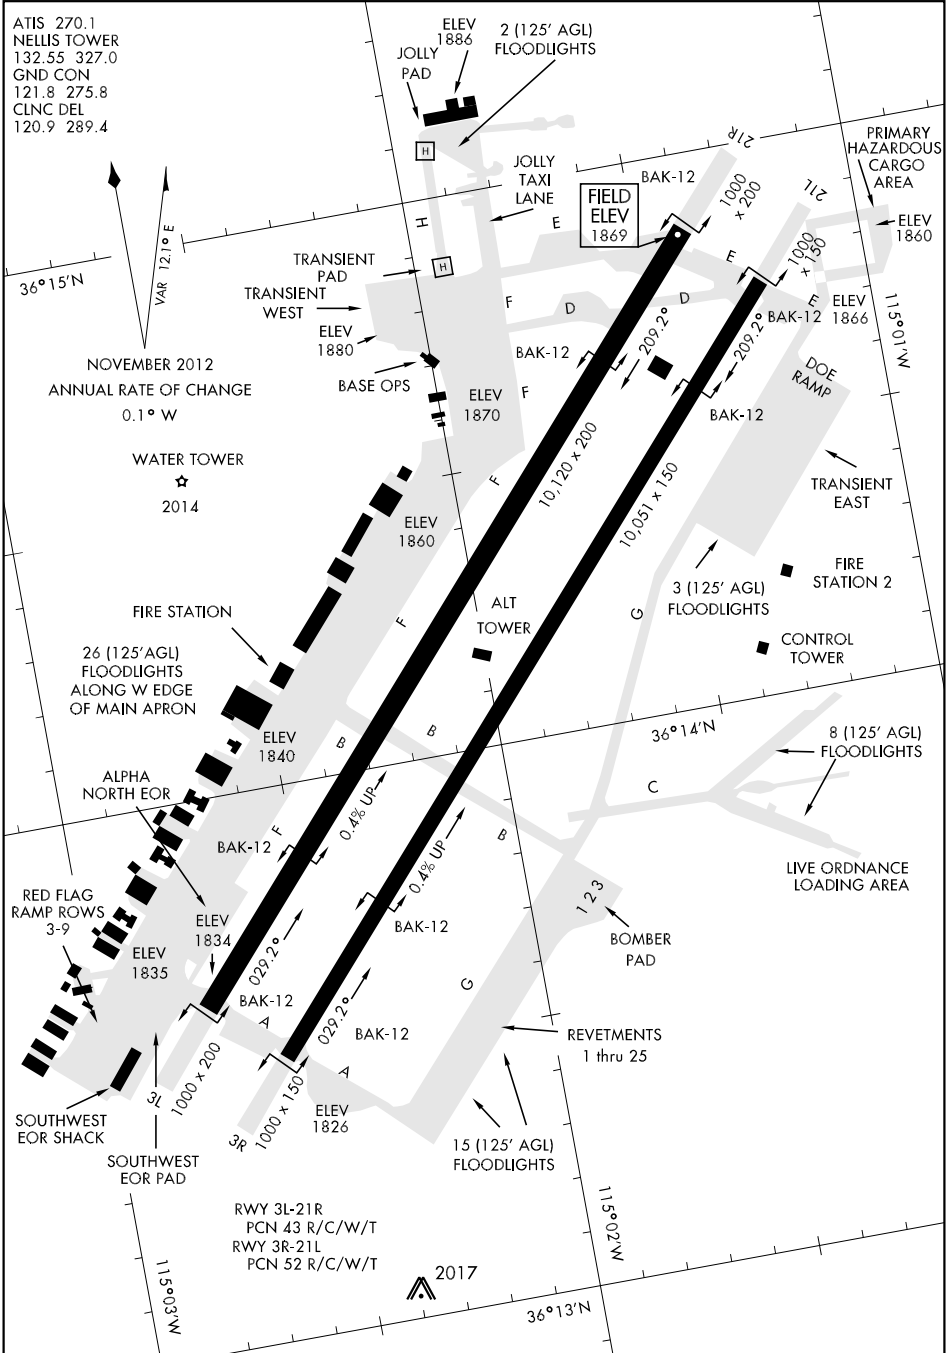 ATIS 270.1
NELLIS TOWER
132.55 327.0
GND CON
121.8 275.8
CLNC DEL
120.9 289.4
ELEV
1886
2 (125' AGL)
FLOODLIGHTS
JOLLY
PAD
H
JOLLY
TAXI
LANE
BAK-12
21R
1000
x 200
21L
1000
x 150
PRIMARY
HAZARDOUS
CARGO
AREA
ELEV
1860
FIELD
ELEV
1869
VAR 12.1° E
36°15'N
H
E
TRANSIENT
PAD
H
TRANSIENT
WEST
ELEV
1880
F
D
D
E
E
BAK-12
ELEV
1866
115°01'W
NOVEMBER 2012
ANNUAL RATE OF CHANGE
0.1° W
BASE OPS
BAK-12
209.2°
209.2°
DOE
RAMP
ELEV
1870
F
BAK-12
WATER TOWER
2014
F
10,120 x 200
10,051 x 150
TRANSIENT
EAST
ELEV
1860
3 (125' AGL)
FLOODLIGHTS
FIRE
STATION 2
ALT
TOWER
F
G
CONTROL
TOWER
FIRE STATION
26 (125'AGL)
FLOODLIGHTS
ALONG W EDGE
OF MAIN APRON
ELEV
1840
B
B
36°14'N
8 (125' AGL)
FLOODLIGHTS
ALPHA
NORTH EOR
F
0.4% UP
BAK-12
0.4% UP
B
C
LIVE ORDNANCE
LOADING AREA
RED FLAG
RAMP ROWS
3-9
ELEV
1834
ELEV
1835
029.2°
BAK-12
1 2 3
BOMBER
PAD
BAK-12
A
029.2°
BAK-12
G
REVETMENTS
1 thru 25
3L
1000 x 200
3R
1000 x 150
A
ELEV
1826
SOUTHWEST
EOR SHACK
SOUTHWEST
EOR PAD
15 (125' AGL)
FLOODLIGHTS
RWY 3L-21R
PCN 43 R/C/W/T
RWY 3R-21L
PCN 52 R/C/W/T
115°03'W
2017
115°02'W
36°13'N